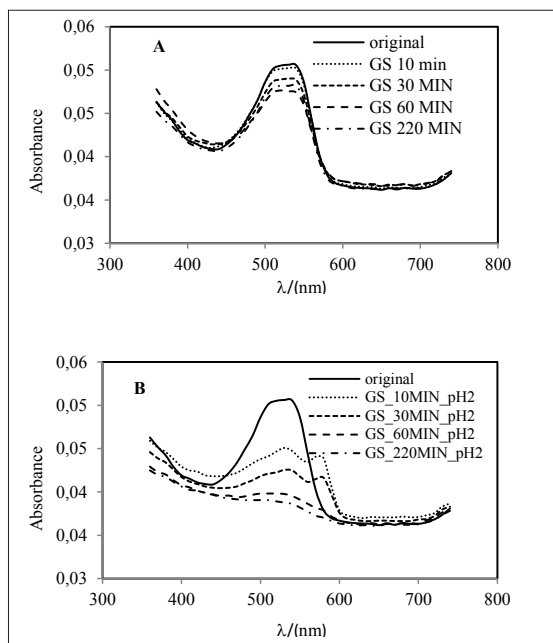 0,06
0,05
0,05
0,04
0,04
0,03
Absorbance
A
original
GS 10 min
GS 30 MIN
GS 60 MIN
GS 220 MIN
300 400 500 600 700 800
λ/(nm)
0,06
0,05
0,05
0,04
0,04
0,03
Absorbance
B
original
GS_10MIN_pH2
GS_30MIN_pH2
GS_60MIN_pH2
GS_220MIN_pH2
300 400 500 600 700 800
λ/(nm)